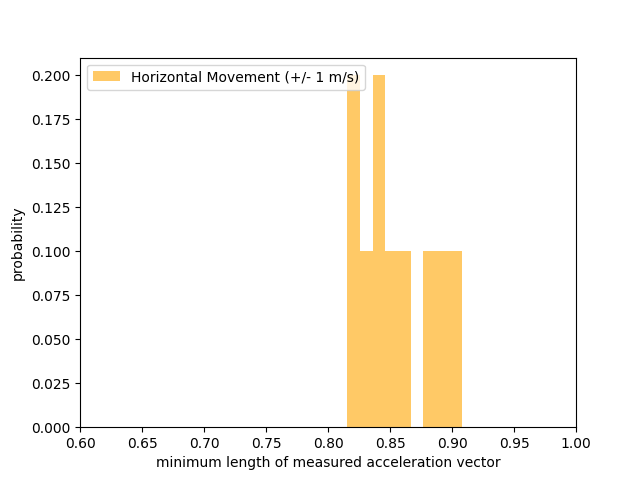 Horizontal Movement (+/- 1 m/s)
0.200
0.175
0.150
0.125
0.100
0.075
0.050
0.025
0.000
probability
0.60 0.65 0.70 0.75 0.80 0.85 0.90 0.95 1.00
minimum length of measured acceleration vector